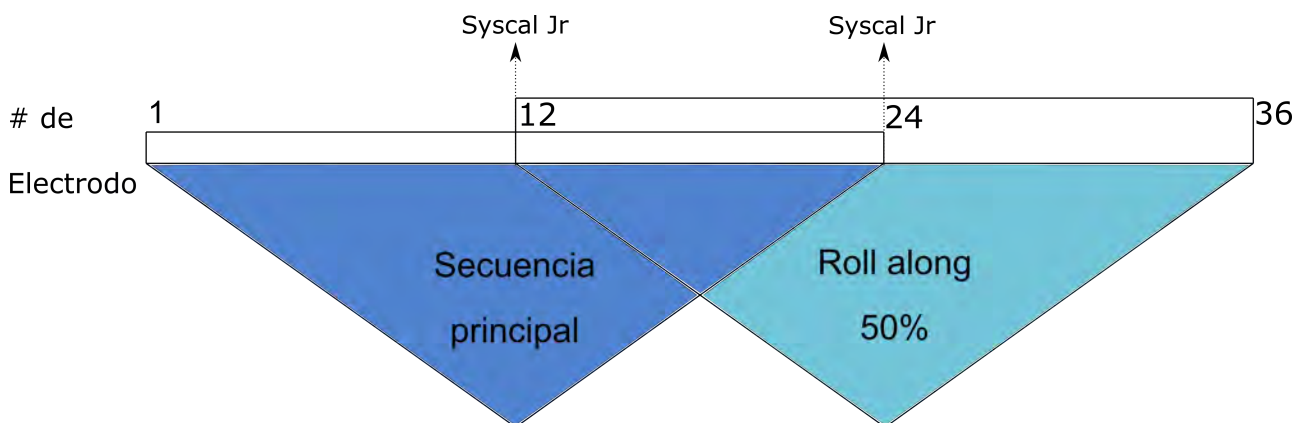 Syscal Jr
Syscal Jr
# de
1
12
24
36
Electrodo
Secuencia
principal
Roll along
50%